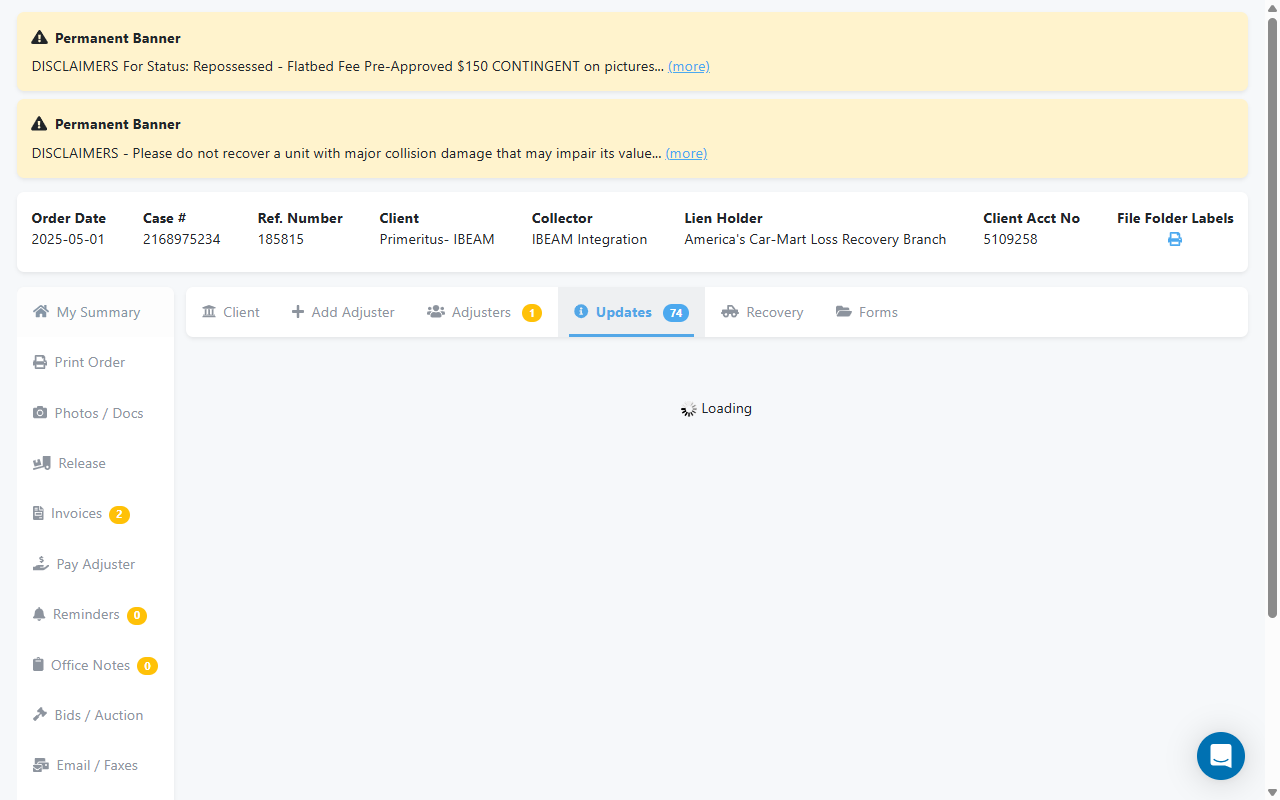 Permanent Banner
DISCLAIMERS For Status: Repossessed - Flatbed Fee Pre-Approved $150 CONTINGENT on pictures... (more)
Permanent Banner
DISCLAIMERS - Please do not recover a unit with major collision damage that may impair its value... (more)
Order Date Case # Ref. Number Client Collector Lien Holder Client Acct No File Folder Labels
2025-05-01 2168975234 185815 Primeritus- IBEAM IBEAM Integration America's Car-Mart Loss Recovery Branch 5109258
Client Add Adjuster Adjusters 1 Updates 74 Recovery Forms
Loading
My Summary
Print Order
Photos / Docs
Release
Invoices 2
Pay Adjuster
Reminders 0
Office Notes 0
Bids / Auction
Email / Faxes